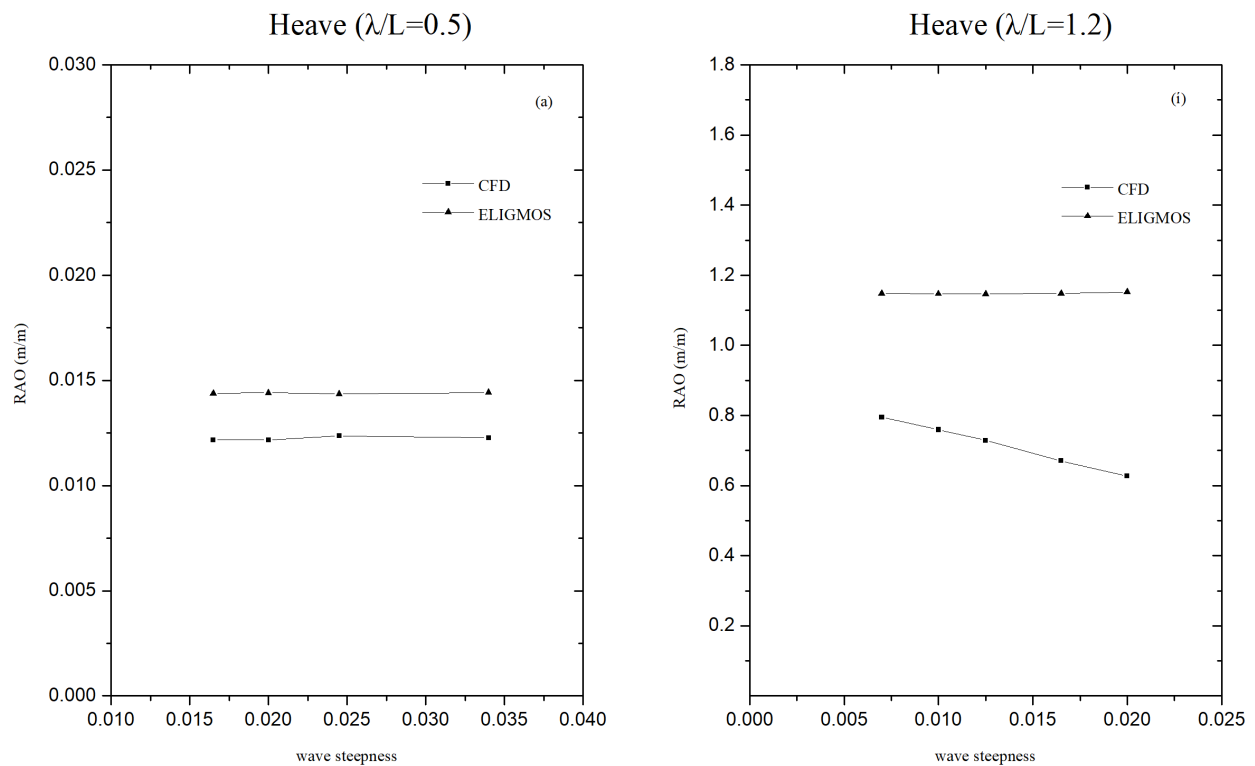 Heave (λ/L=0.5)
0.030
0.025
0.020
0.015
0.010
0.005
0.000
RAO (m/m)
(a)
CFD
ELIGMOS
0.010 0.015 0.020 0.025 0.030 0.035 0.040
wave steepness
Heave (λ/L=1.2)
1.8
1.6
1.4
1.2
1.0
0.8
0.6
0.4
0.2
RAO (m/m)
(i)
CFD
ELIGMOS
0.000 0.005 0.010 0.015 0.020 0.025
wave steepness